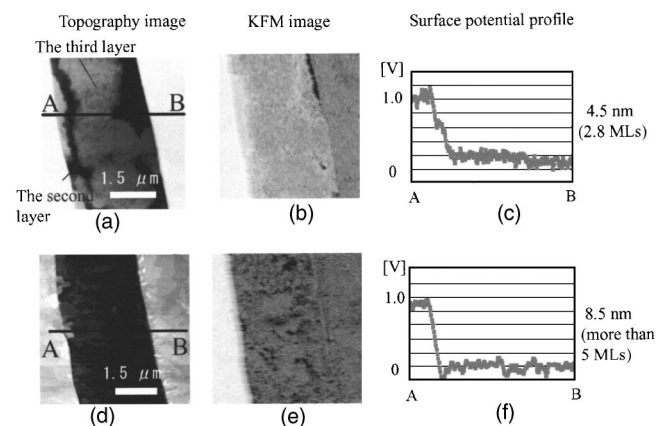 Topography image KFM image Surface potential profile
The third layer
A B
1.5 μm
The second
layer
(a)
(b)
[V]
1.0
0
A B
(c)
4.5 nm
(2.8 MLs)
A B
1.5 μm
(d)
(e)
[V]
1.0
0
A B
(f)
8.5 nm
(more than
5 MLs)